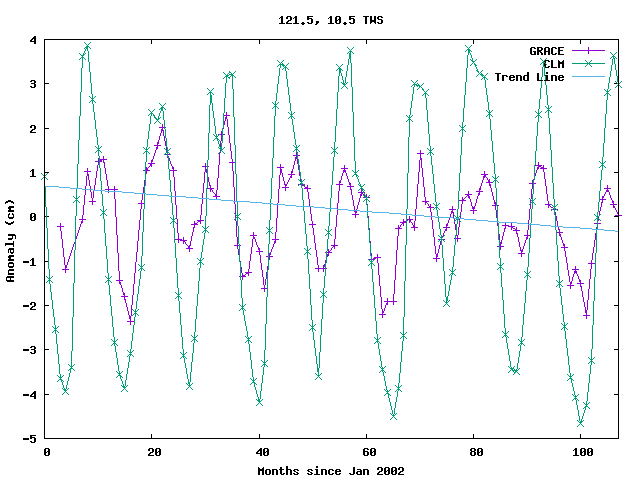 121.5, 10.5 TWS
GRACE
CLM
Trend Line
4
3
2
1
0
-1
-2
-3
-4
-5
Anomaly (cm)
0 20 40 60 80 100
Months since Jan 2002